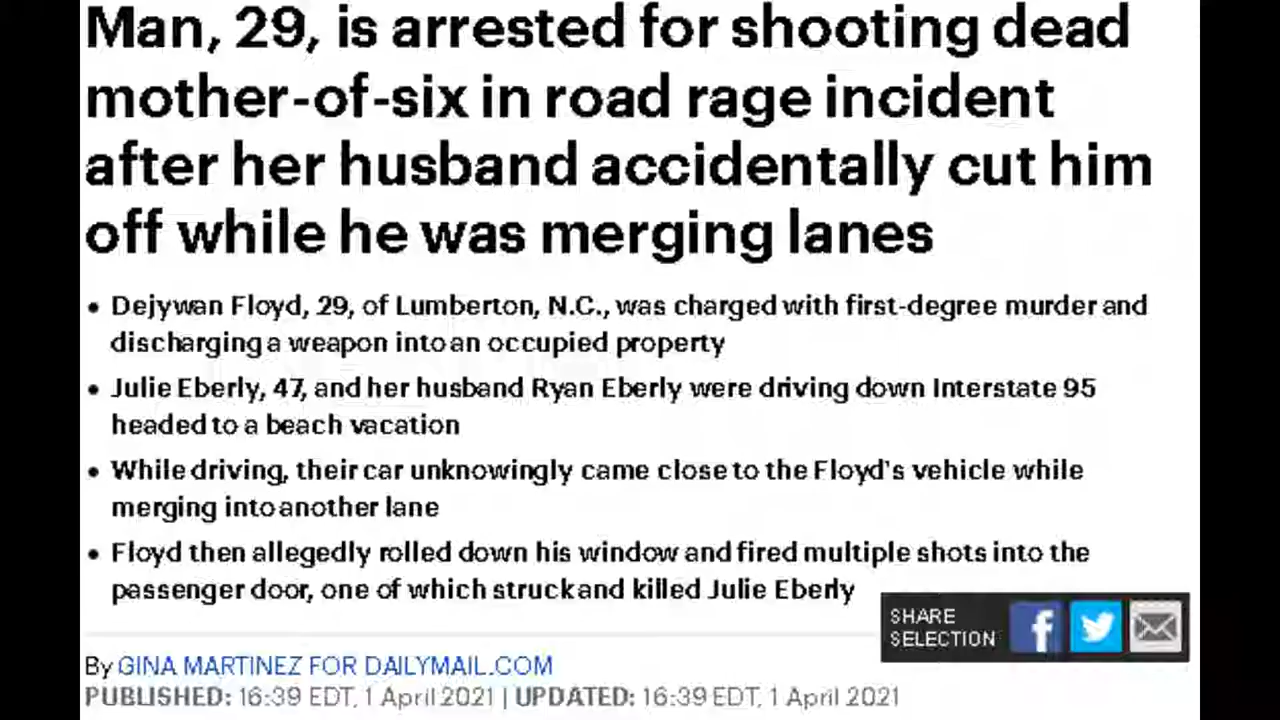 Man, 29, is arrested for shooting dead
mother-of-six in road rage incident
after her husband accidentally cut him
off while he was merging lanes
• Dejywan Floyd, 29, of Lumberton, N.C., was charged with first-degree murder and
discharging a weapon into an occupied property
• Julie Eberly, 47, and her husband Ryan Eberly were driving down Interstate 95
headed to a beach vacation
• While driving, their car unknowingly came close to the Floyd's vehicle while
merging into another lane
• Floyd then allegedly rolled down his window and fired multiple shots into the
passenger door, one of which struck and killed Julie Eberly
SHARE
SELECTION
By GINA MARTINEZ FOR DAILYMAIL.COM
PUBLISHED: 16:39 EDT, 1 April 2021 | UPDATED: 16:39 EDT, 1 April 2021